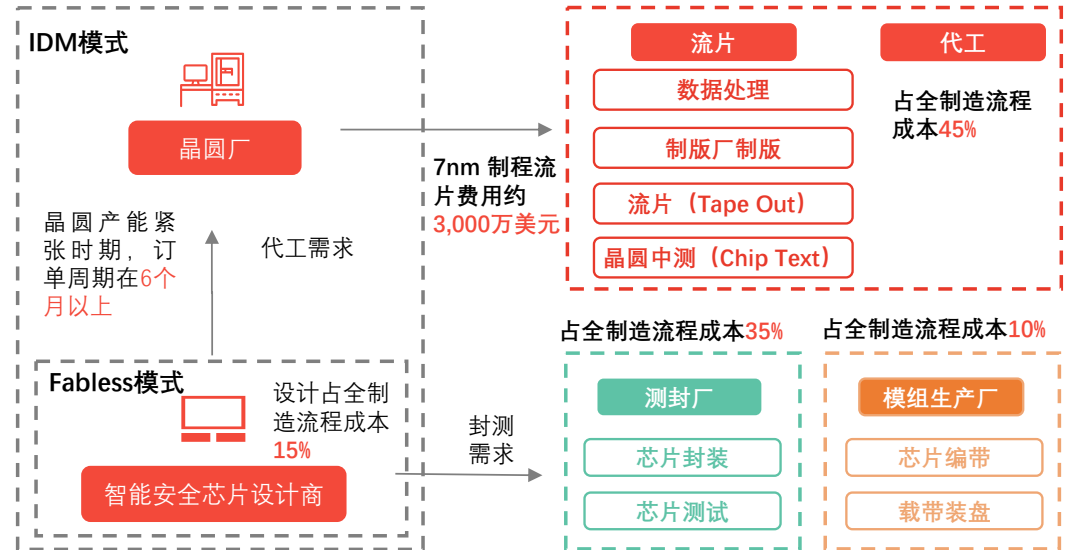 IDM模式
晶圆厂
晶圆产能紧
张时期，订
单周期在6个
月以上
代工需求
Fabless模式
设计占全制
造流程成本
15%
智能安全芯片设计商
7nm 制程流
片费用约
3,000万美元
封测
需求
流片
数据处理
制版厂制版
流片（Tape Out）
晶圆中测（Chip Text）
代工
占全制造流程
成本45%
占全制造流程成本35%
测封厂
芯片封装
芯片测试
占全制造流程成本10%
模组生产厂
芯片编带
载带装盘